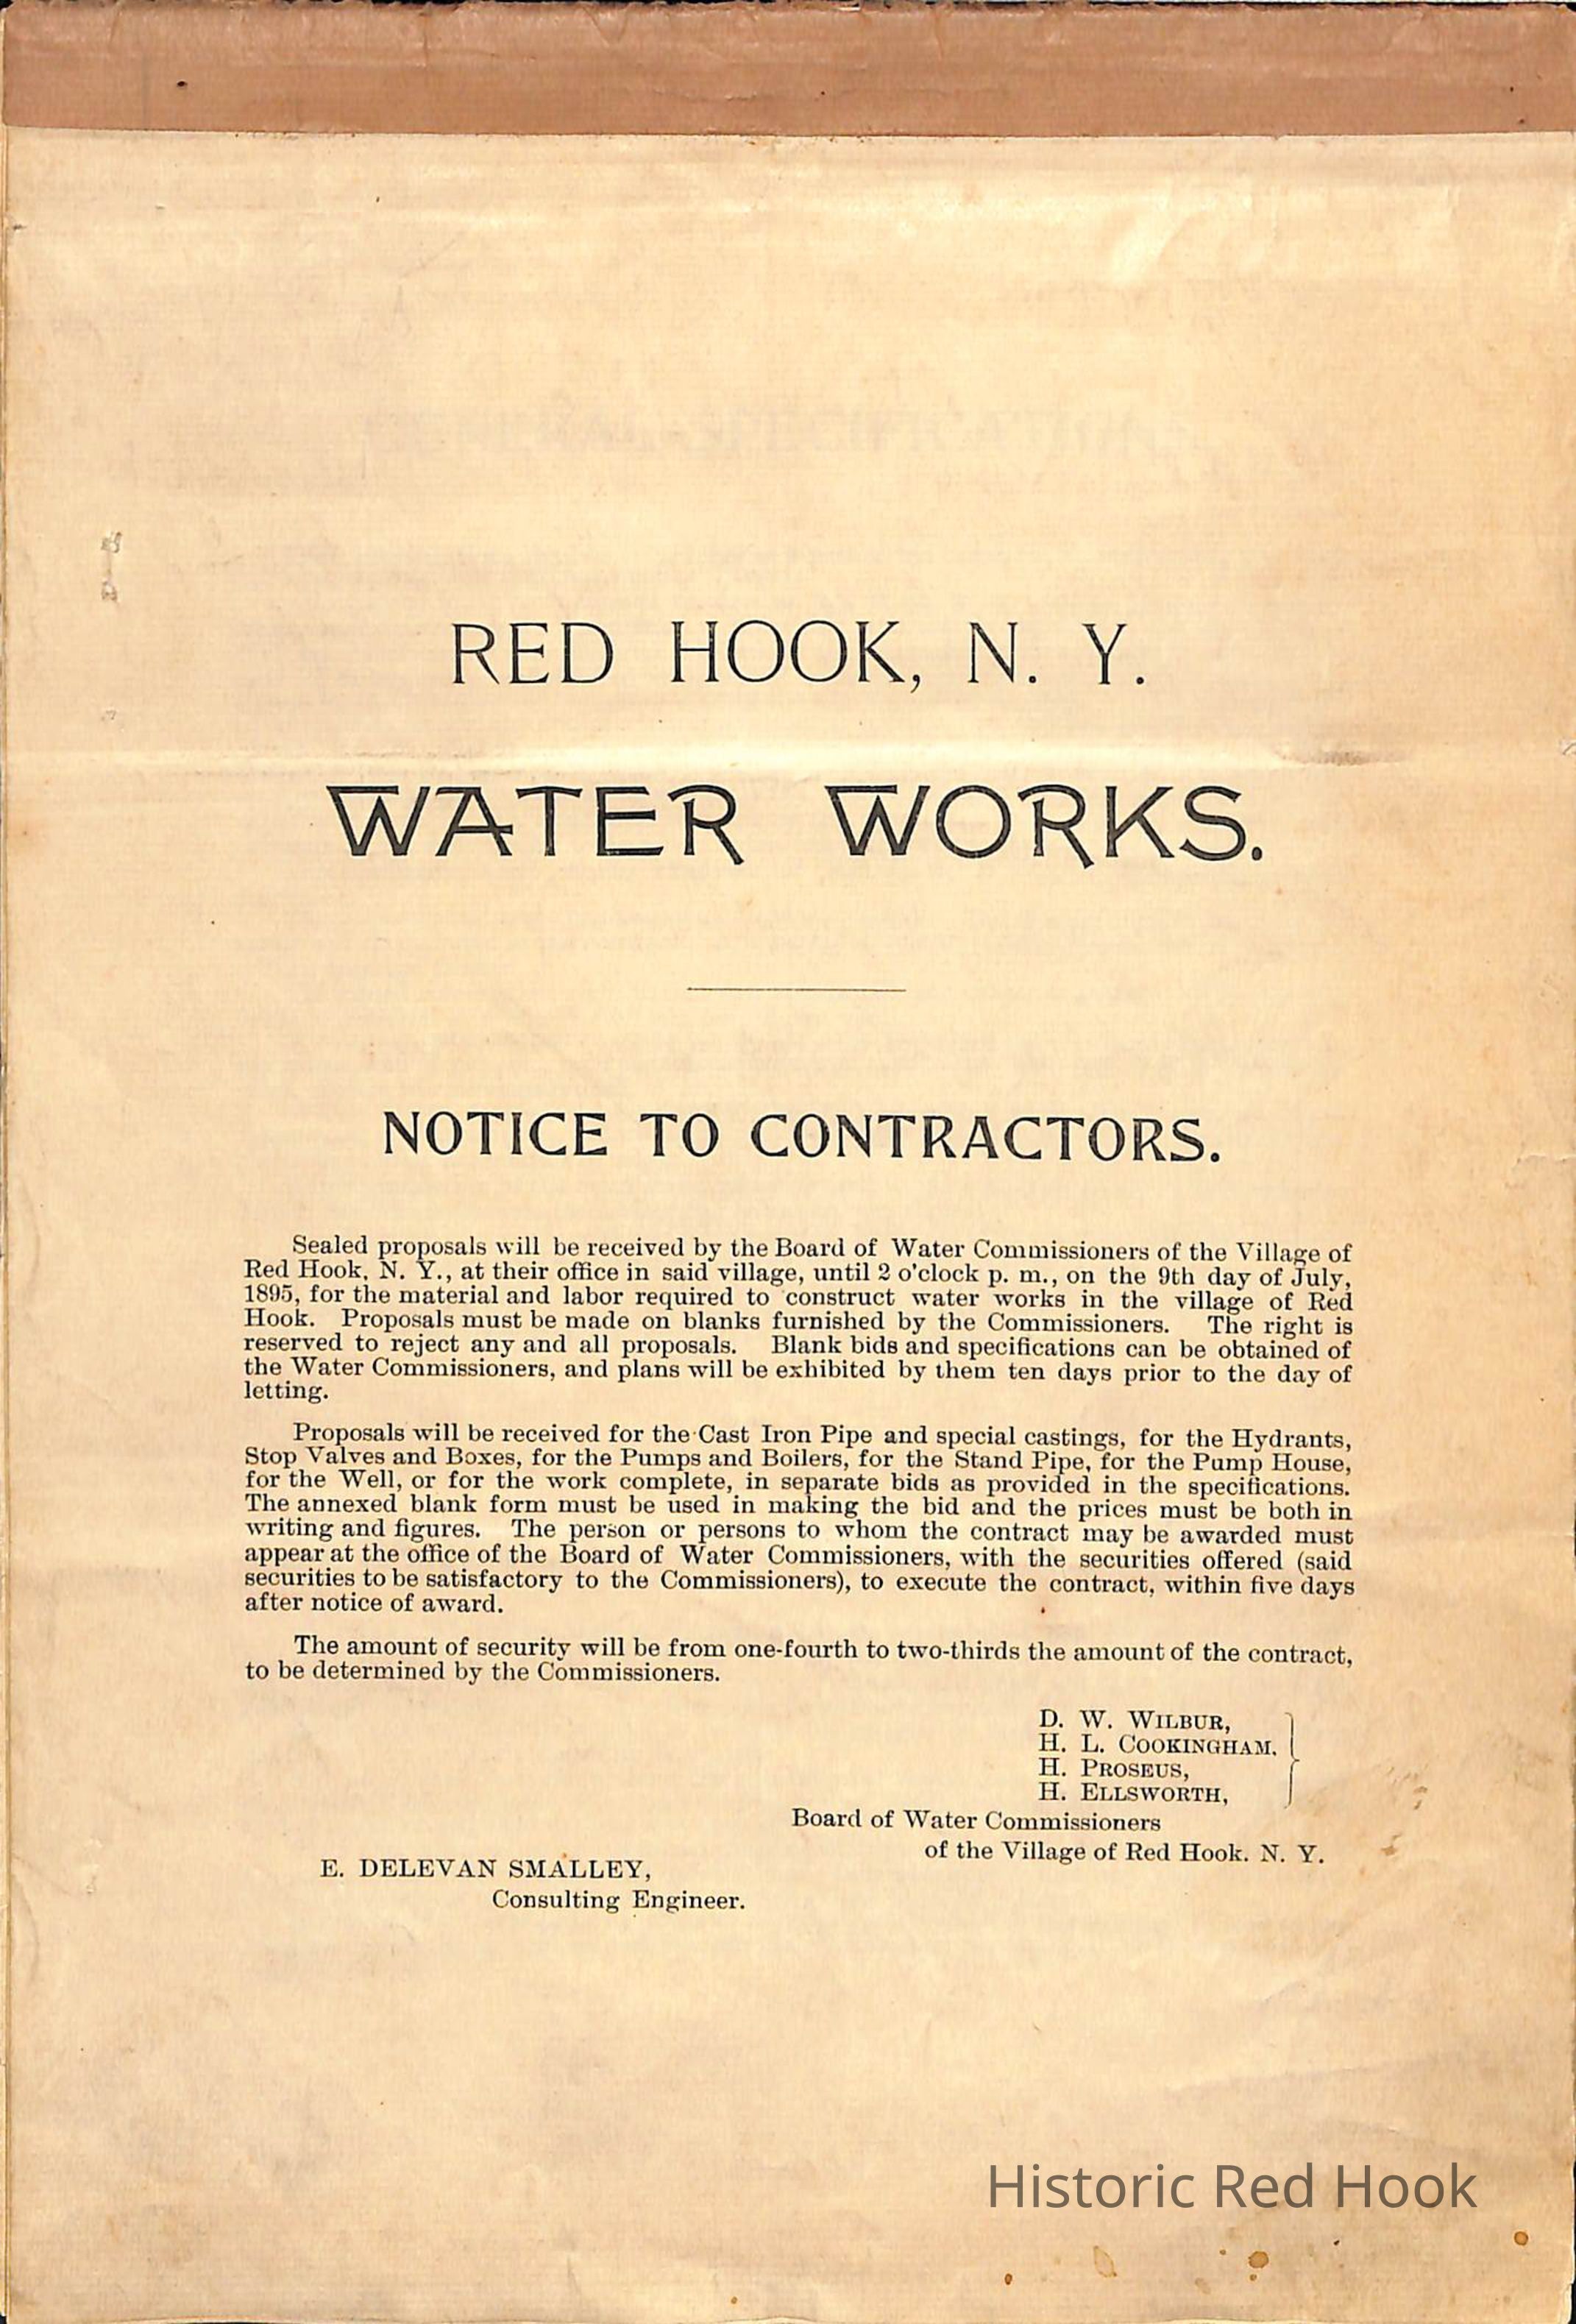 RED HOOK, N. Y.
WATER WORKS.
NOTICE TO CONTRACTORS.
Sealed proposals will be received by the Board of Water Commissioners of the Village of
Red Hook, N. Y., at their office in said village, until 2 o'clock p. m., on the 9th day of July,
1895, for the material and labor required to construct water works in the village of Red
Hook. Proposals must be made on blanks furnished by the Commissioners. The right is
reserved to reject any and all proposals. Blank bids and specifications can be obtained of
the Water Commissioners, and plans will be exhibited by them ten days prior to the day of
letting.
Proposals will be received for the Cast Iron Pipe and special castings, for the Hydrants,
Stop Valves and Boxes, for the Pumps and Boilers, for the Stand Pipe, for the Pump House,
for the Well, or for the work complete, in separate bids as provided in the specifications.
The annexed blank form must be used in making the bid and the prices must be both in
writing and figures. The person or persons to whom the contract may be awarded must
appear at the office of the Board of Water Commissioners, with the securities offered (said
securities to be satisfactory to the Commissioners), to execute the contract, within five days
after notice of award.
The amount of security will be from one-fourth to two-thirds the amount of the contract,
to be determined by the Commissioners.
D. W. WILBUR,
H. L. COOKINGHAM,
H. PROSEUS,
H. ELLSWORTH,
Board of Water Commissioners
of the Village of Red Hook. N. Y.
E. DELEVAN SMALLEY,
Consulting Engineer.
Historic Red Hook